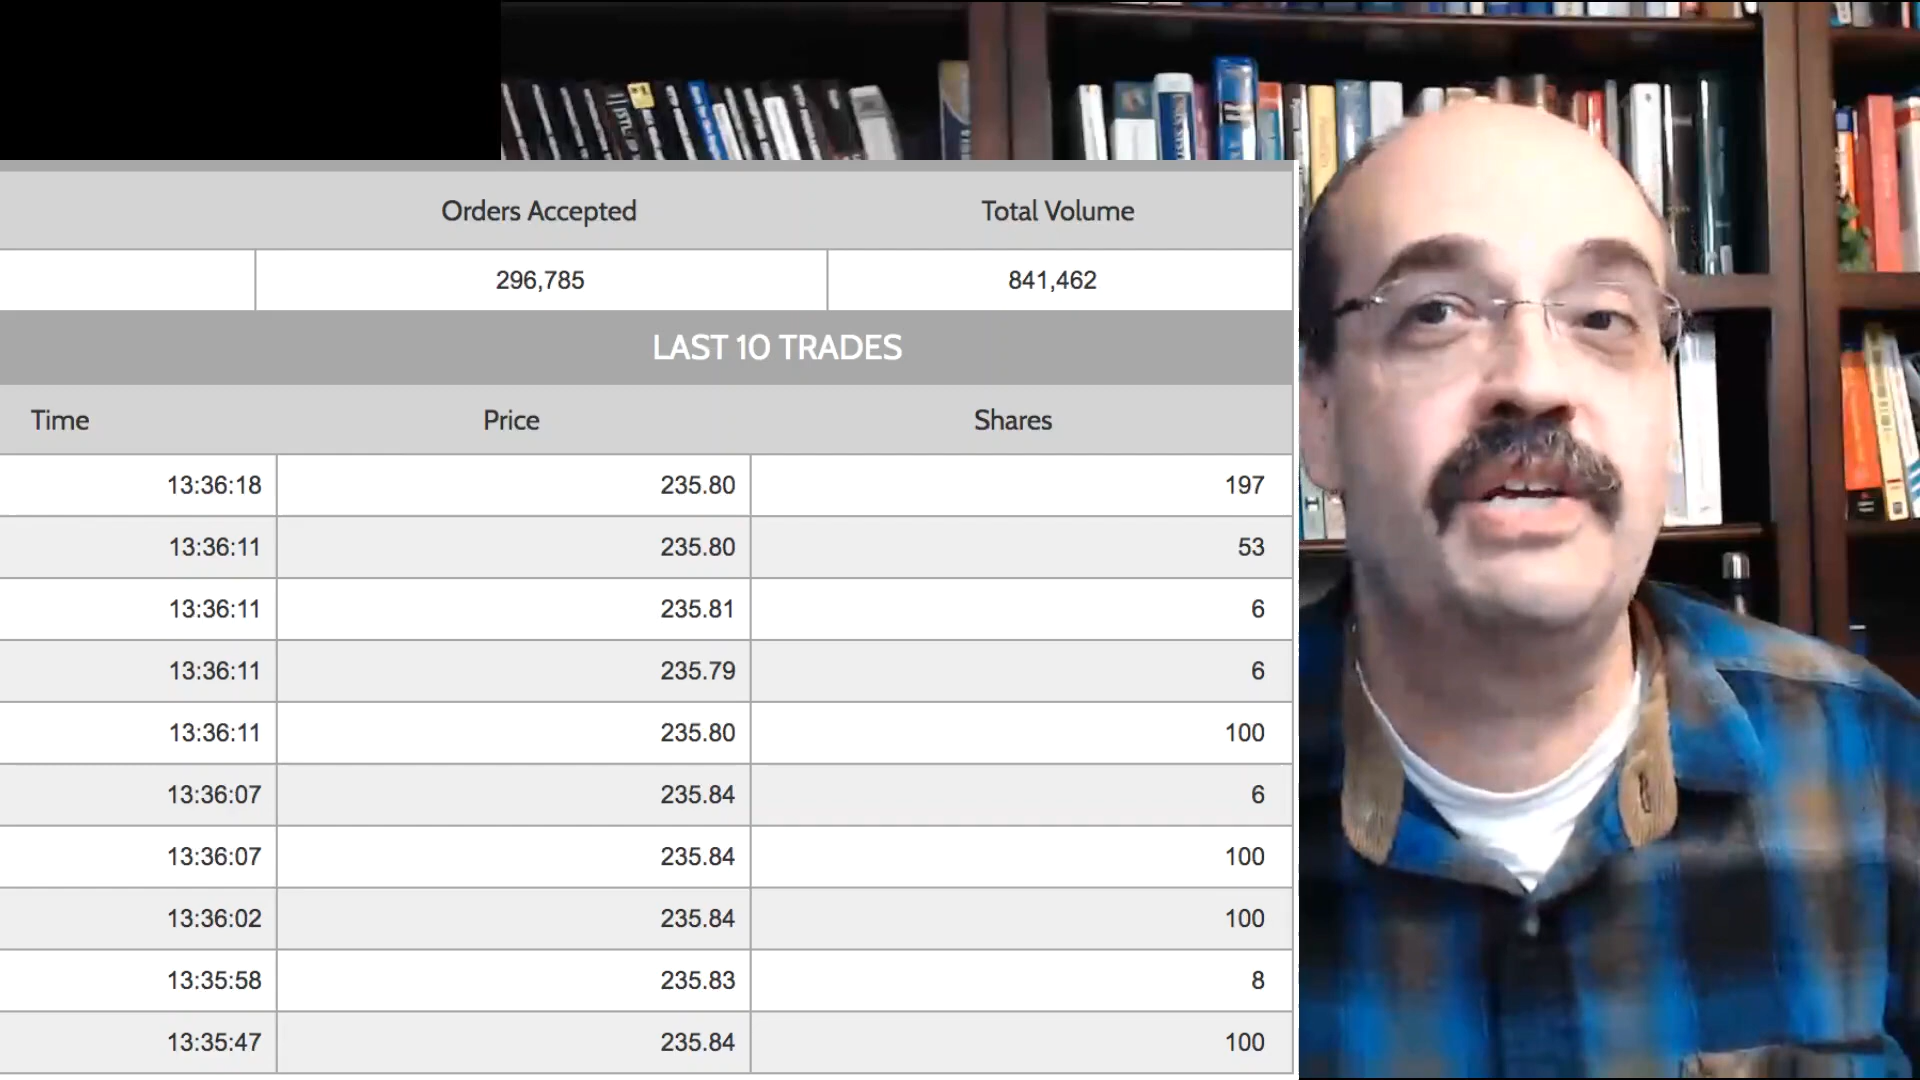 Orders Accepted Total Volume
296,785 841,462
LAST 10 TRADES
Time Price Shares
13:36:18 235.80 197
13:36:11 235.80 53
13:36:11 235.81 6
13:36:11 235.79 6
13:36:11 235.80 100
13:36:07 235.84 6
13:36:07 235.84 100
13:36:02 235.84 100
13:35:58 235.83 8
13:35:47 235.84 100